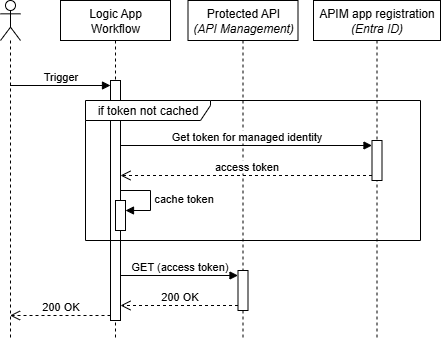 Logic App
Workflow
Protected API
(API Management)
APIM app registration
(Entra ID)
Trigger
if token not cached
Get token for managed identity
access token
cache token
GET (access token)
200 OK
200 OK